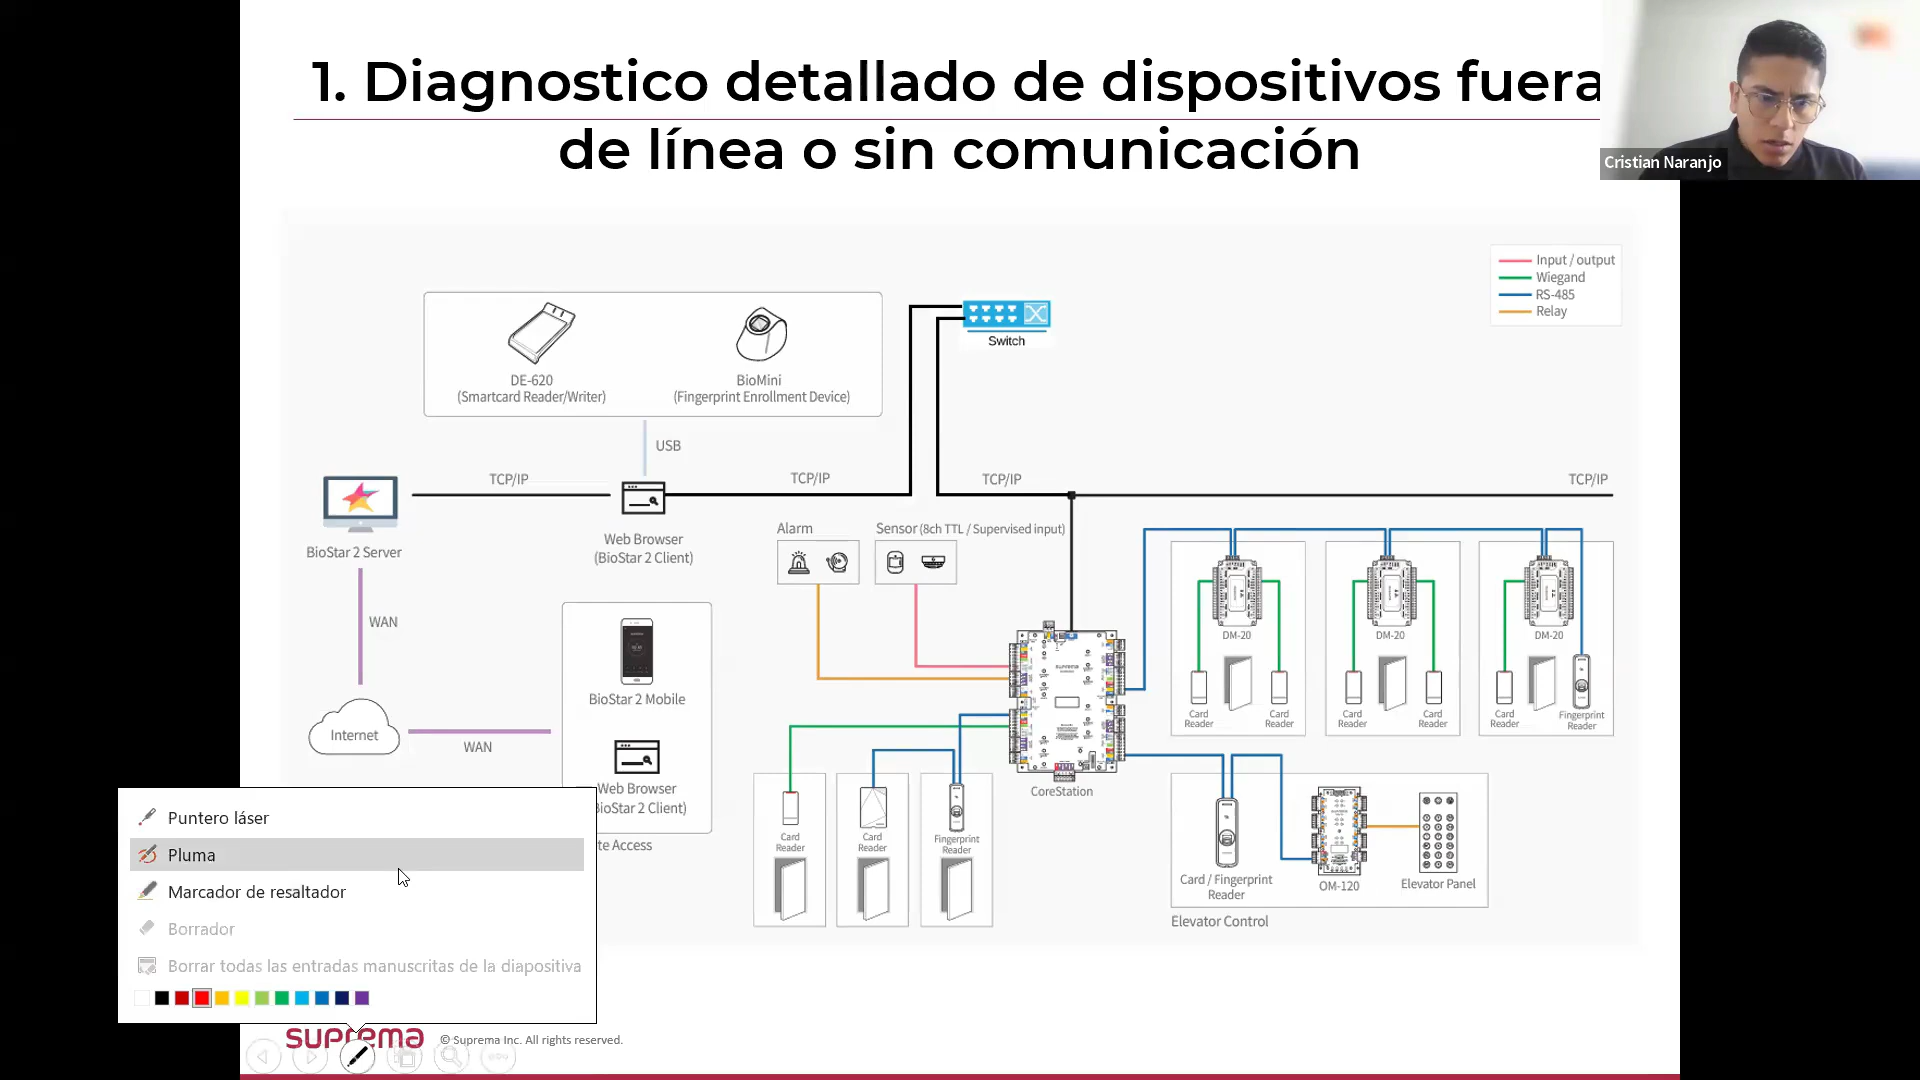 1. Diagnostico detallado de dispositivos fuera
de línea o sin comunicación
Cristian Naranjo
Input / output
Wiegand
RS-485
Relay
Switch
DE-620
(Smartcard Reader/Writer)
BioMini
(Fingerprint Enrollment Device)
USB
TCP/IP
TCP/IP
TCP/IP
TCP/IP
BioStar 2 Server
Web Browser
(BioStar 2 Client)
Alarm
Sensor (8ch TTL / Supervised input)
WAN
Internet
WAN
BioStar 2 Mobile
Web Browser
BioStar 2 Client)
te Access
SUPREMA
CoreStation
DM-20
Card
Reader
Card
Reader
DM-20
Card
Reader
Card
Reader
DM-20
Card
Reader
Fingerprint
Reader
Card
Reader
Card
Reader
Fingerprint
Reader
Card / Fingerprint
Reader
OM-120
Elevator Panel
Elevator Control
Puntero láser
Pluma
Marcador de resaltador
Borrador
Borrar todas las entradas manuscritas de la diapositiva
suprema
© Suprema Inc. All rights reserved.